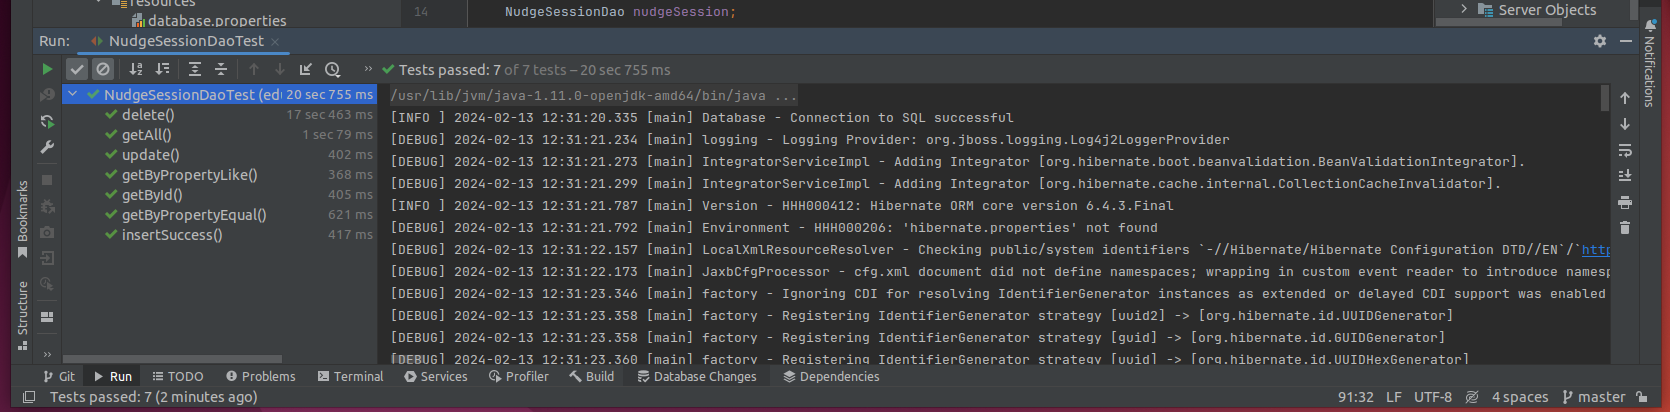 resources
database.properties
14 NudgeSessionDao nudgeSession;
Server Objects
Run: NudgeSessionDaoTest
Notifications
Tests passed: 7 of 7 tests – 20 sec 755 ms
NudgeSessionDaoTest (edu 20 sec 755 ms
delete() 17 sec 463 ms
getAll() 1 sec 79 ms
update() 402 ms
getByPropertyLike() 368 ms
getById() 405 ms
getByPropertyEqual() 621 ms
insertSuccess() 417 ms
/usr/lib/jvm/java-1.11.0-openjdk-amd64/bin/java ...
[INFO ] 2024-02-13 12:31:20.335 [main] Database - Connection to SQL successful
[DEBUG] 2024-02-13 12:31:21.234 [main] logging - Logging Provider: org.jboss.logging.Log4j2LoggerProvider
[DEBUG] 2024-02-13 12:31:21.273 [main] IntegratorServiceImpl - Adding Integrator [org.hibernate.boot.beanvalidation.BeanValidationIntegrator].
[DEBUG] 2024-02-13 12:31:21.299 [main] IntegratorServiceImpl - Adding Integrator [org.hibernate.cache.internal.CollectionCacheInvalidator].
[INFO ] 2024-02-13 12:31:21.787 [main] Version - HHH000412: Hibernate ORM core version 6.4.3.Final
[DEBUG] 2024-02-13 12:31:21.792 [main] Environment - HHH000206: 'hibernate.properties' not found
[DEBUG] 2024-02-13 12:31:22.157 [main] LocalXmlResourceResolver - Checking public/system identifiers `-//Hibernate/Hibernate Configuration DTD//EN`/`http
[DEBUG] 2024-02-13 12:31:22.173 [main] JaxbCfgProcessor - cfg.xml document did not define namespaces; wrapping in custom event reader to introduce namesp
[DEBUG] 2024-02-13 12:31:23.346 [main] factory - Ignoring CDI for resolving IdentifierGenerator instances as extended or delayed CDI support was enabled
[DEBUG] 2024-02-13 12:31:23.358 [main] factory - Registering IdentifierGenerator strategy [uuid2] -> [org.hibernate.id.UUIDGenerator]
[DEBUG] 2024-02-13 12:31:23.358 [main] factory - Registering IdentifierGenerator strategy [guid] -> [org.hibernate.id.GUIDGenerator]
[DEBUG] 2024-02-13 12:31:23.360 [main] factory - Registering IdentifierGenerator strategy [uuid] -> [org.hibernate.id.UUIDHexGenerator]
Bookmarks
Structure
Git Run TODO Problems Terminal Services Profiler Build Database Changes Dependencies
Tests passed: 7 (2 minutes ago) 91:32 LF UTF-8 4 spaces master